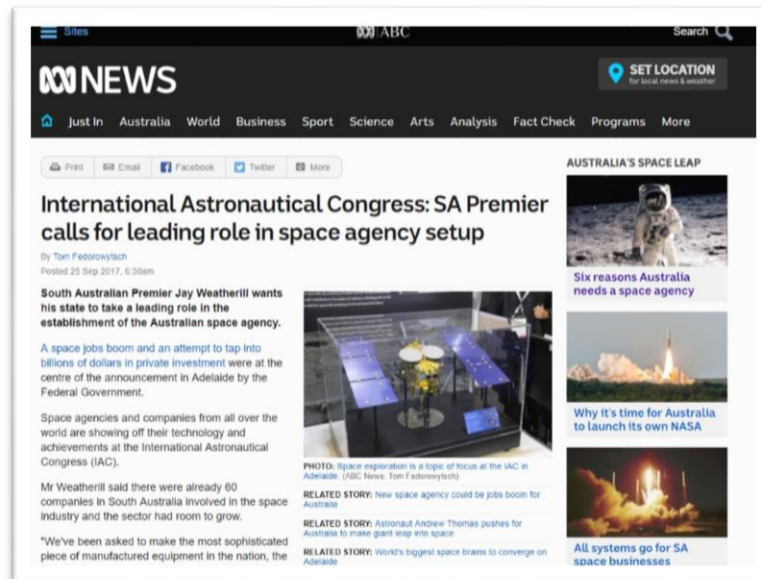 Sites
ABC
Search
NEWS
SET LOCATION
for local news & weather
Just In Australia World Business Sport Science Arts Analysis Fact Check Programs More
Print Email Facebook Twitter More
International Astronautical Congress: SA Premier
calls for leading role in space agency setup
By Tom Fedorowytsch
Posted 25 Sep 2017, 6:30am
South Australian Premier Jay Weatherill wants
his state to take a leading role in the
establishment of the Australian space agency.
A space jobs boom and an attempt to tap into
billions of dollars in private investment were at the
centre of the announcement in Adelaide by the
Federal Government.
Space agencies and companies from all over the
world are showing off their technology and
achievements at the International Astronautical
Congress (IAC).
Mr Weatherill said there were already 60
companies in South Australia involved in the space
industry and the sector had room to grow.
"We've been asked to make the most sophisticated
piece of manufactured equipment in the nation, the
PHOTO: Space exploration is a topic of focus at the IAC in
Adelaide. (ABC News: Tom Fedorowytsch)
RELATED STORY: New space agency could be jobs boom for
Australia
RELATED STORY: Astronaut Andrew Thomas pushes for
Australia to make giant leap into space
RELATED STORY: World's biggest space brains to converge on
Adelaide
AUSTRALIA'S SPACE LEAP
Six reasons Australia
needs a space agency
Why it's time for Australia
to launch its own NASA
All systems go for SA
space businesses